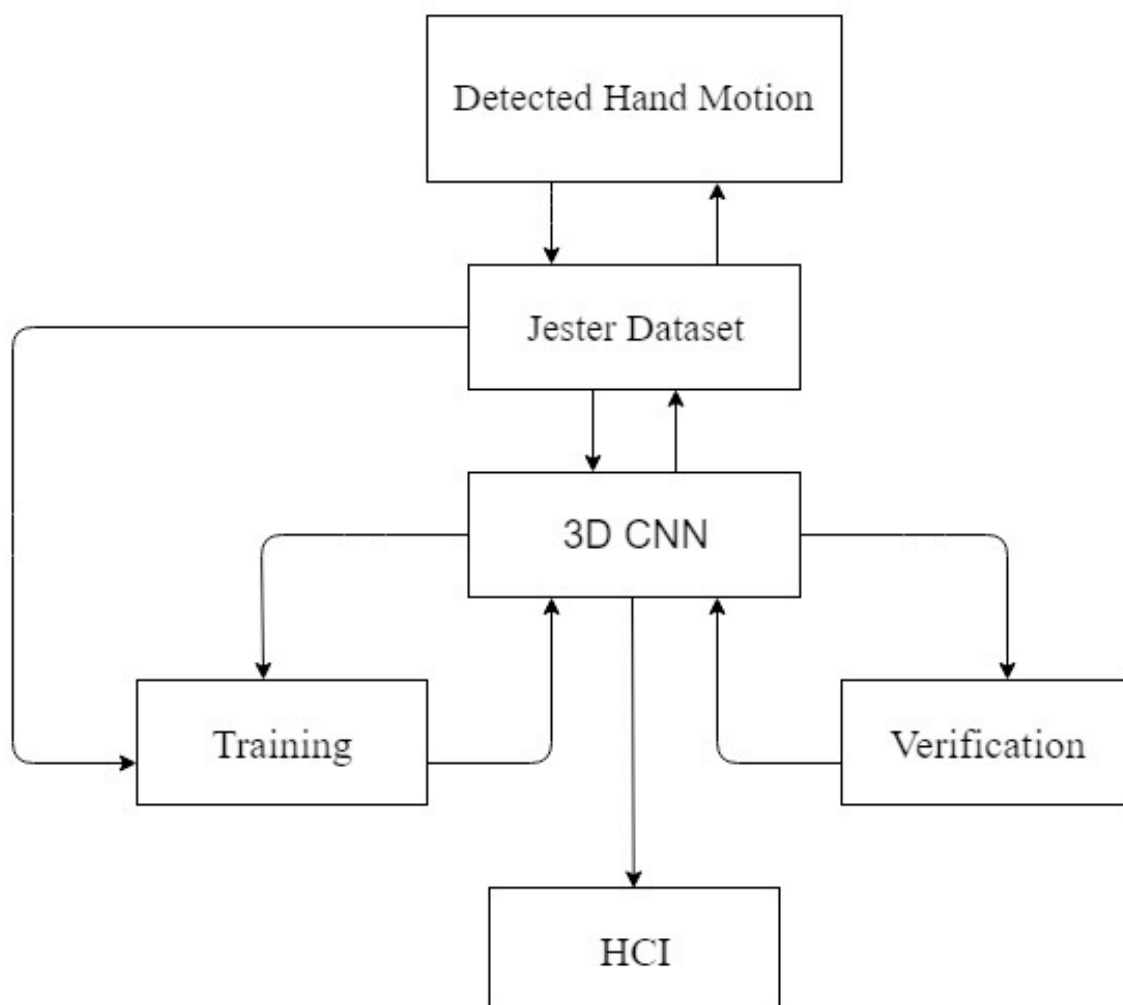 Detected Hand Motion
Jester Dataset
3D CNN
Training
Verification
HCI